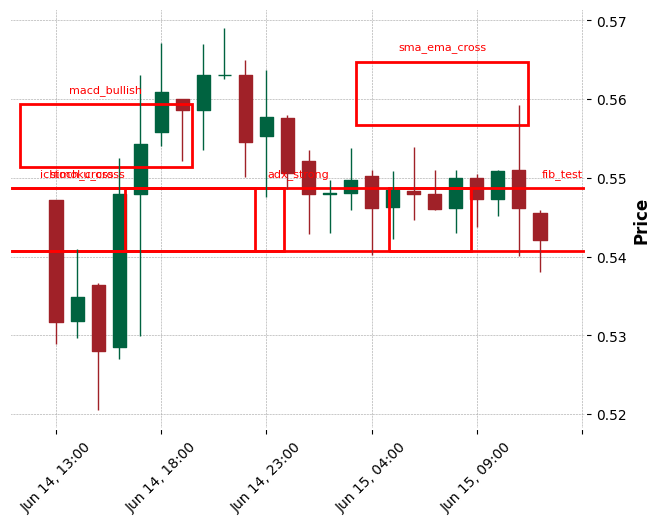 0.57
sma_ema_cross
macd_bullish
0.56
stoch_cross
adx_strong
fib_test
0.55
0.54
0.53
0.52
Price
Jun 14, 13:00
Jun 14, 18:00
Jun 14, 23:00
Jun 15, 04:00
Jun 15, 09:00